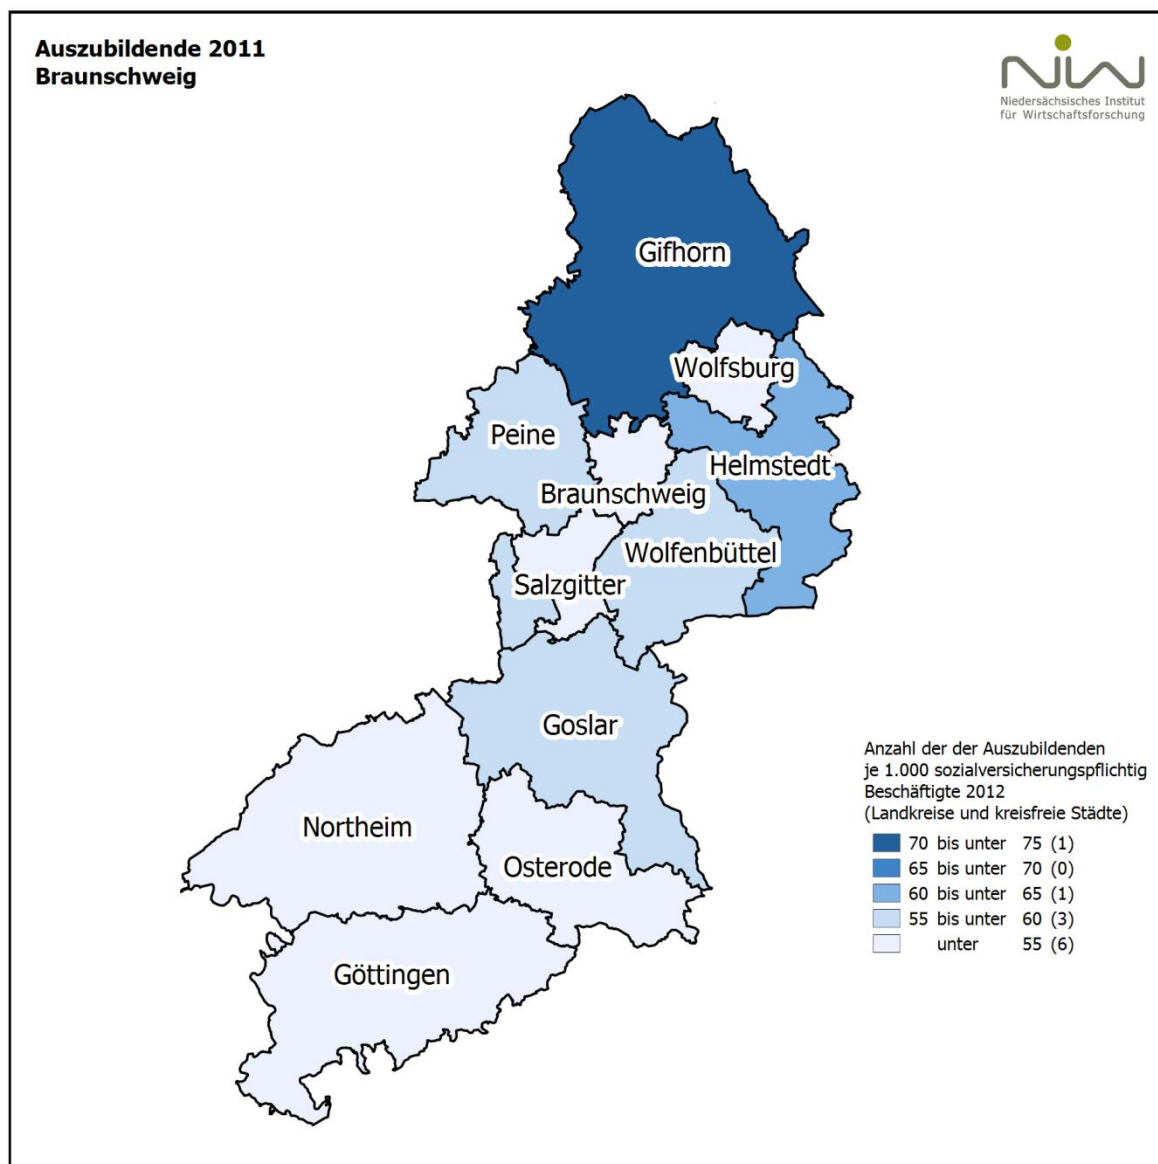 Auszubildende 2011
Braunschweig
NIW
Niedersächsisches Institut
für Wirtschaftsforschung
Gifhorn
Wolfsburg
Peine
Helmstedt
Braunschweig
Wolfenbüttel
Salzgitter
Goslar
Northeim
Osterode
Göttingen
Anzahl der der Auszubildenden
je 1.000 sozialversicherungspflichtig
Beschäftigte 2012
(Landkreise und kreisfreie Städte)
70 bis unter 75 (1)
65 bis unter 70 (0)
60 bis unter 65 (1)
55 bis unter 60 (3)
unter 55 (6)